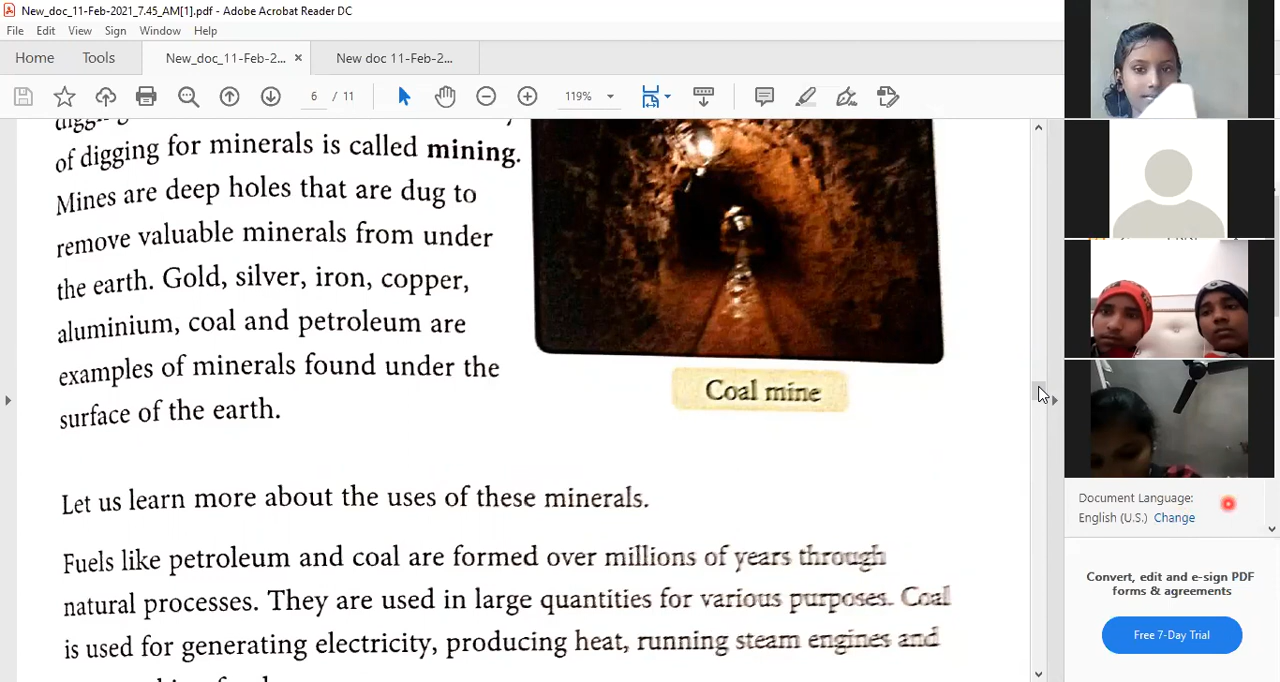 New_doc_11-Feb-2021_7.45_AM[1].pdf - Adobe Acrobat Reader DC
File Edit View Sign Window Help
Home Tools New_doc_11-Feb-2... × New doc 11-Feb-2...
6 / 11 119%
of digging for minerals is called mining.
Mines are deep holes that are dug to
remove valuable minerals from under
the earth. Gold, silver, iron, copper,
aluminium, coal and petroleum are
examples of minerals found under the
surface of the earth.
Coal mine
Let us learn more about the uses of these minerals.
Fuels like petroleum and coal are formed over millions of years through
natural processes. They are used in large quantities for various purposes. Coal
is used for generating electricity, producing heat, running steam engines and
Document Language:
English (U.S.) Change
Convert, edit and e-sign PDF
forms & agreements
Free 7-Day Trial